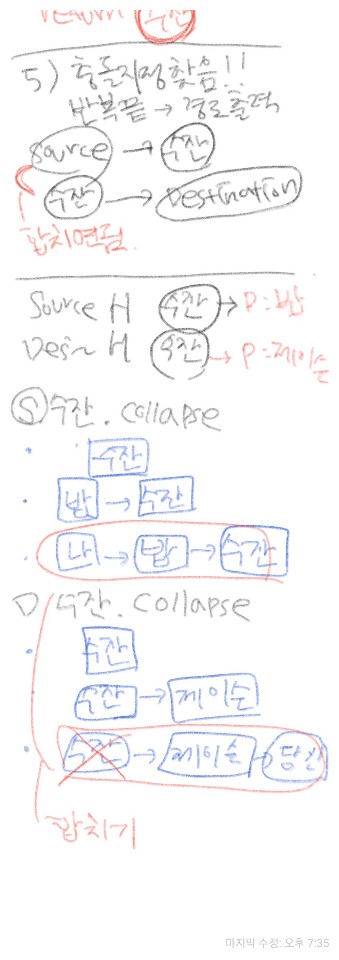 return 수잔
5) 충돌지점 찾음!!
반복끝 → 경로출력
Source → 수잔
수잔 → Destination
합치면됨.
Source H 수잔 → P : 밥
Des~ H 수잔 → P : 제이슨
S 수잔. collapse
수잔
밥 → 수잔
나 → 밥 → 수잔
D 수잔. collapse
수잔
수잔 → 제이슨
수잔 → 제이슨 → 당신
합치기
마지막 수정: 오후 7:35